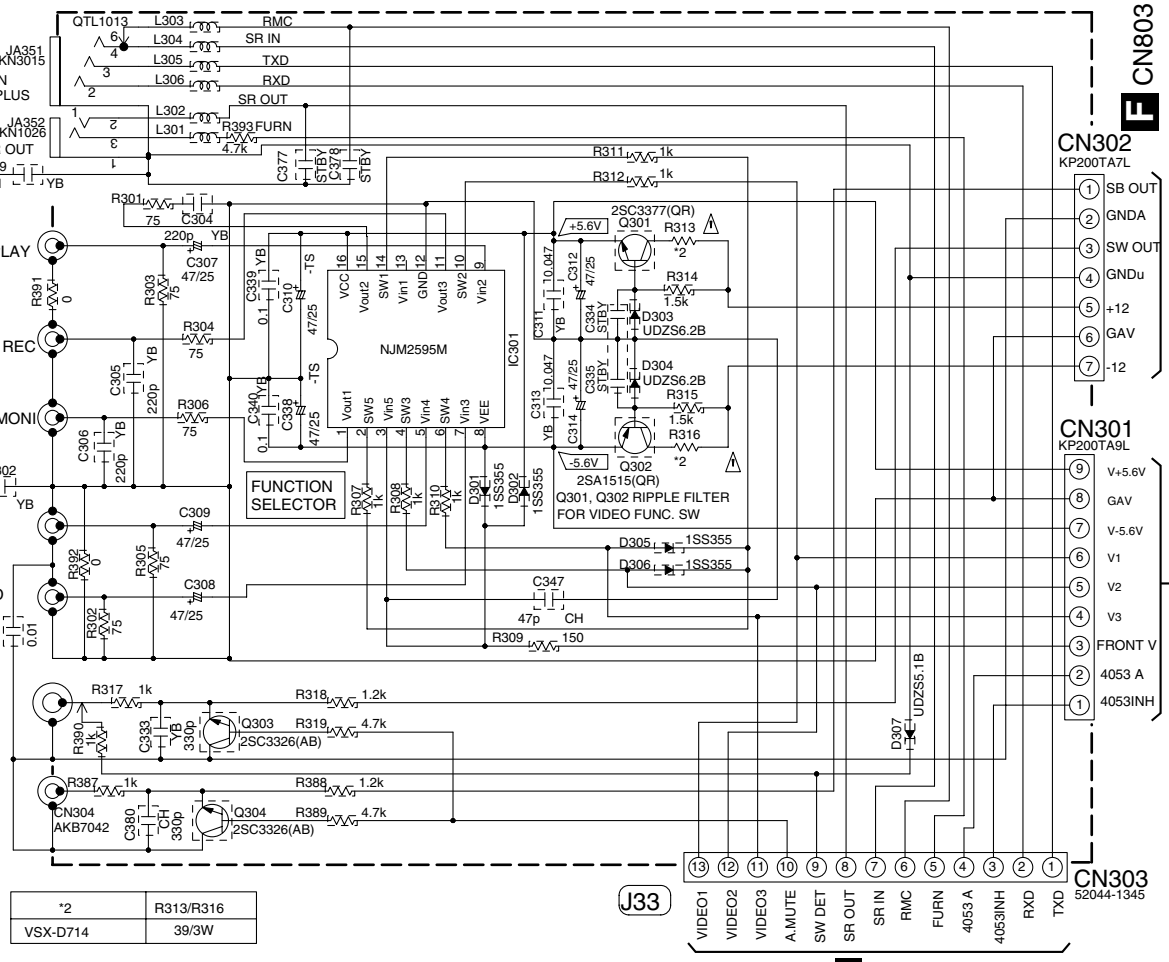 QTL1013
L303
RMC
6
L304
SR IN
4
JA351
KN3015
L305
TXD
3
N
L306
RXD
PLUS
2
SR OUT
1
L302
2
JA352
KN1026
L301
R393
FURN
3
OUT
4.7k
1
9
YB
C377
STBY
C378
STBY
R311
1k
R312
1k
F
CN803
CN302
KP200TA7L
1
SB OUT
2
GNDA
3
SW OUT
4
GNDu
5
+12
6
GAV
7
-12
R301
75
C304
220p
YB
LAY
C307
47/25
R391
0
R303
75
REC
R304
75
C305
220p
YB
MONI
R306
75
C306
220p
YB
C339
0.1
YB
C310
47/25
-TS
C340
0.1
YB
C338
47/25
-TS
16
15
14
13
12
11
10
9
VCC
Vout2
SW1
Vin1
GND
Vout3
SW2
Vin2
NJM2595M
IC301
Vout1
SW5
Vin5
SW3
Vin4
SW4
Vin3
VEE
1
2
3
4
5
6
7
8
+5.6V
2SC3377(QR)
Q301
R313
*2
R314
1.5k
C311
YB
10.047
C312
47/25
C334
STBY
D303
UDZS6.2B
D304
UDZS6.2B
C313
YB
10.047
C314
47/25
C335
STBY
R315
1.5k
R316
*2
-5.6V
Q302
2SA1515(QR)
Q301, Q302 RIPPLE FILTER
FOR VIDEO FUNC. SW
302
YB
FUNCTION
SELECTOR
R307
1k
R308
1k
R310
1k
D301
1SS355
D302
1SS355
C309
47/25
R392
0
R305
75
C308
47/25
R302
75
0.01
D305
1SS355
D306
1SS355
C347
47p
CH
R309
150
CN301
KP200TA9L
9
V+5.6V
8
GAV
7
V-5.6V
6
V1
5
V2
4
V3
3
FRONT V
2
4053 A
1
4053INH
R317
1k
R318
1.2k
R390
1k
C333
330p
YB
Q303
2SC3326(AB)
R319
4.7k
D307
UDZS5.1B
R387
1k
R388
1.2k
CN304
AKB7042
C380
CH
330p
Q304
2SC3326(AB)
R389
4.7k
13
12
11
10
9
8
7
6
5
4
3
2
1
CN303
52044-1345
J33
VIDEO1
VIDEO2
VIDEO3
A.MUTE
SW DET
SR OUT
SR IN
RMC
FURN
4053 A
4053INH
RXD
TXD
*2
R313/R316
VSX-D714
39/3W